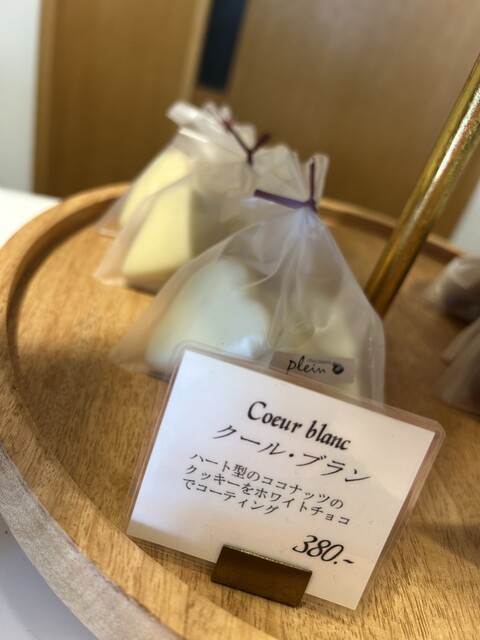 plein
Coeur blanc
クール・ブラン
ハート型のココナッツの
クッキーをホワイトチョコ
でコーティング
380.-